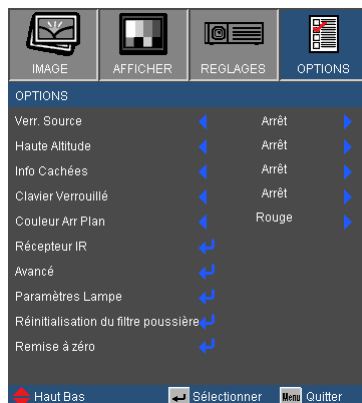 IMAGE AFFICHER REGLAGES OPTIONS
OPTIONS
Verr. Source Arrêt
Haute Altitude Arrêt
Info Cachées Arrêt
Clavier Verrouillé Arrêt
Couleur Arr Plan Rouge
Récepteur IR
Avancé
Paramètres Lampe
Réinitialisation du filtre poussière
Remise à zéro
Haut Bas Sélectionner Menu Quitter